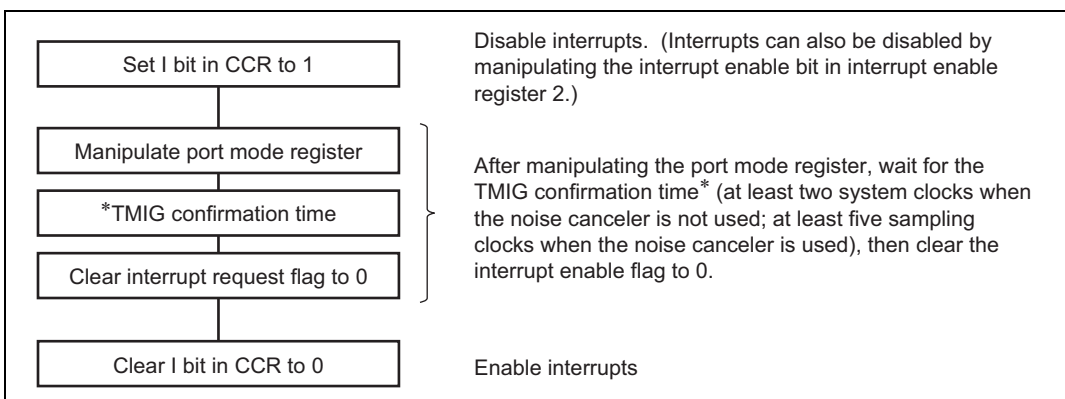 Set I bit in CCR to 1
Disable interrupts. (Interrupts can also be disabled by
manipulating the interrupt enable bit in interrupt enable
register 2.)
Manipulate port mode register
*TMIG confirmation time
Clear interrupt request flag to 0
After manipulating the port mode register, wait for the
TMIG confirmation time* (at least two system clocks when
the noise canceler is not used; at least five sampling
clocks when the noise canceler is used), then clear the
interrupt enable flag to 0.
Clear I bit in CCR to 0
Enable interrupts